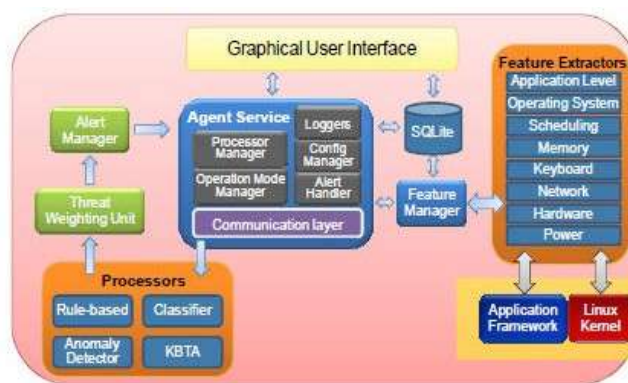 Graphical User Interface
Feature Extractors
Application Level
Operating System
Scheduling
Memory
Keyboard
Network
Hardware
Power
Alert
Manager
Agent Service
Loggers
Processor
Manager
Config
Manager
Operation Mode
Manager
Alert
Handler
Communication layer
SQLite
Feature
Manager
Threat
Weighting Unit
Processors
Rule-based
Classifier
Anomaly
Detector
KBTA
Application
Framework
Linux
Kernel